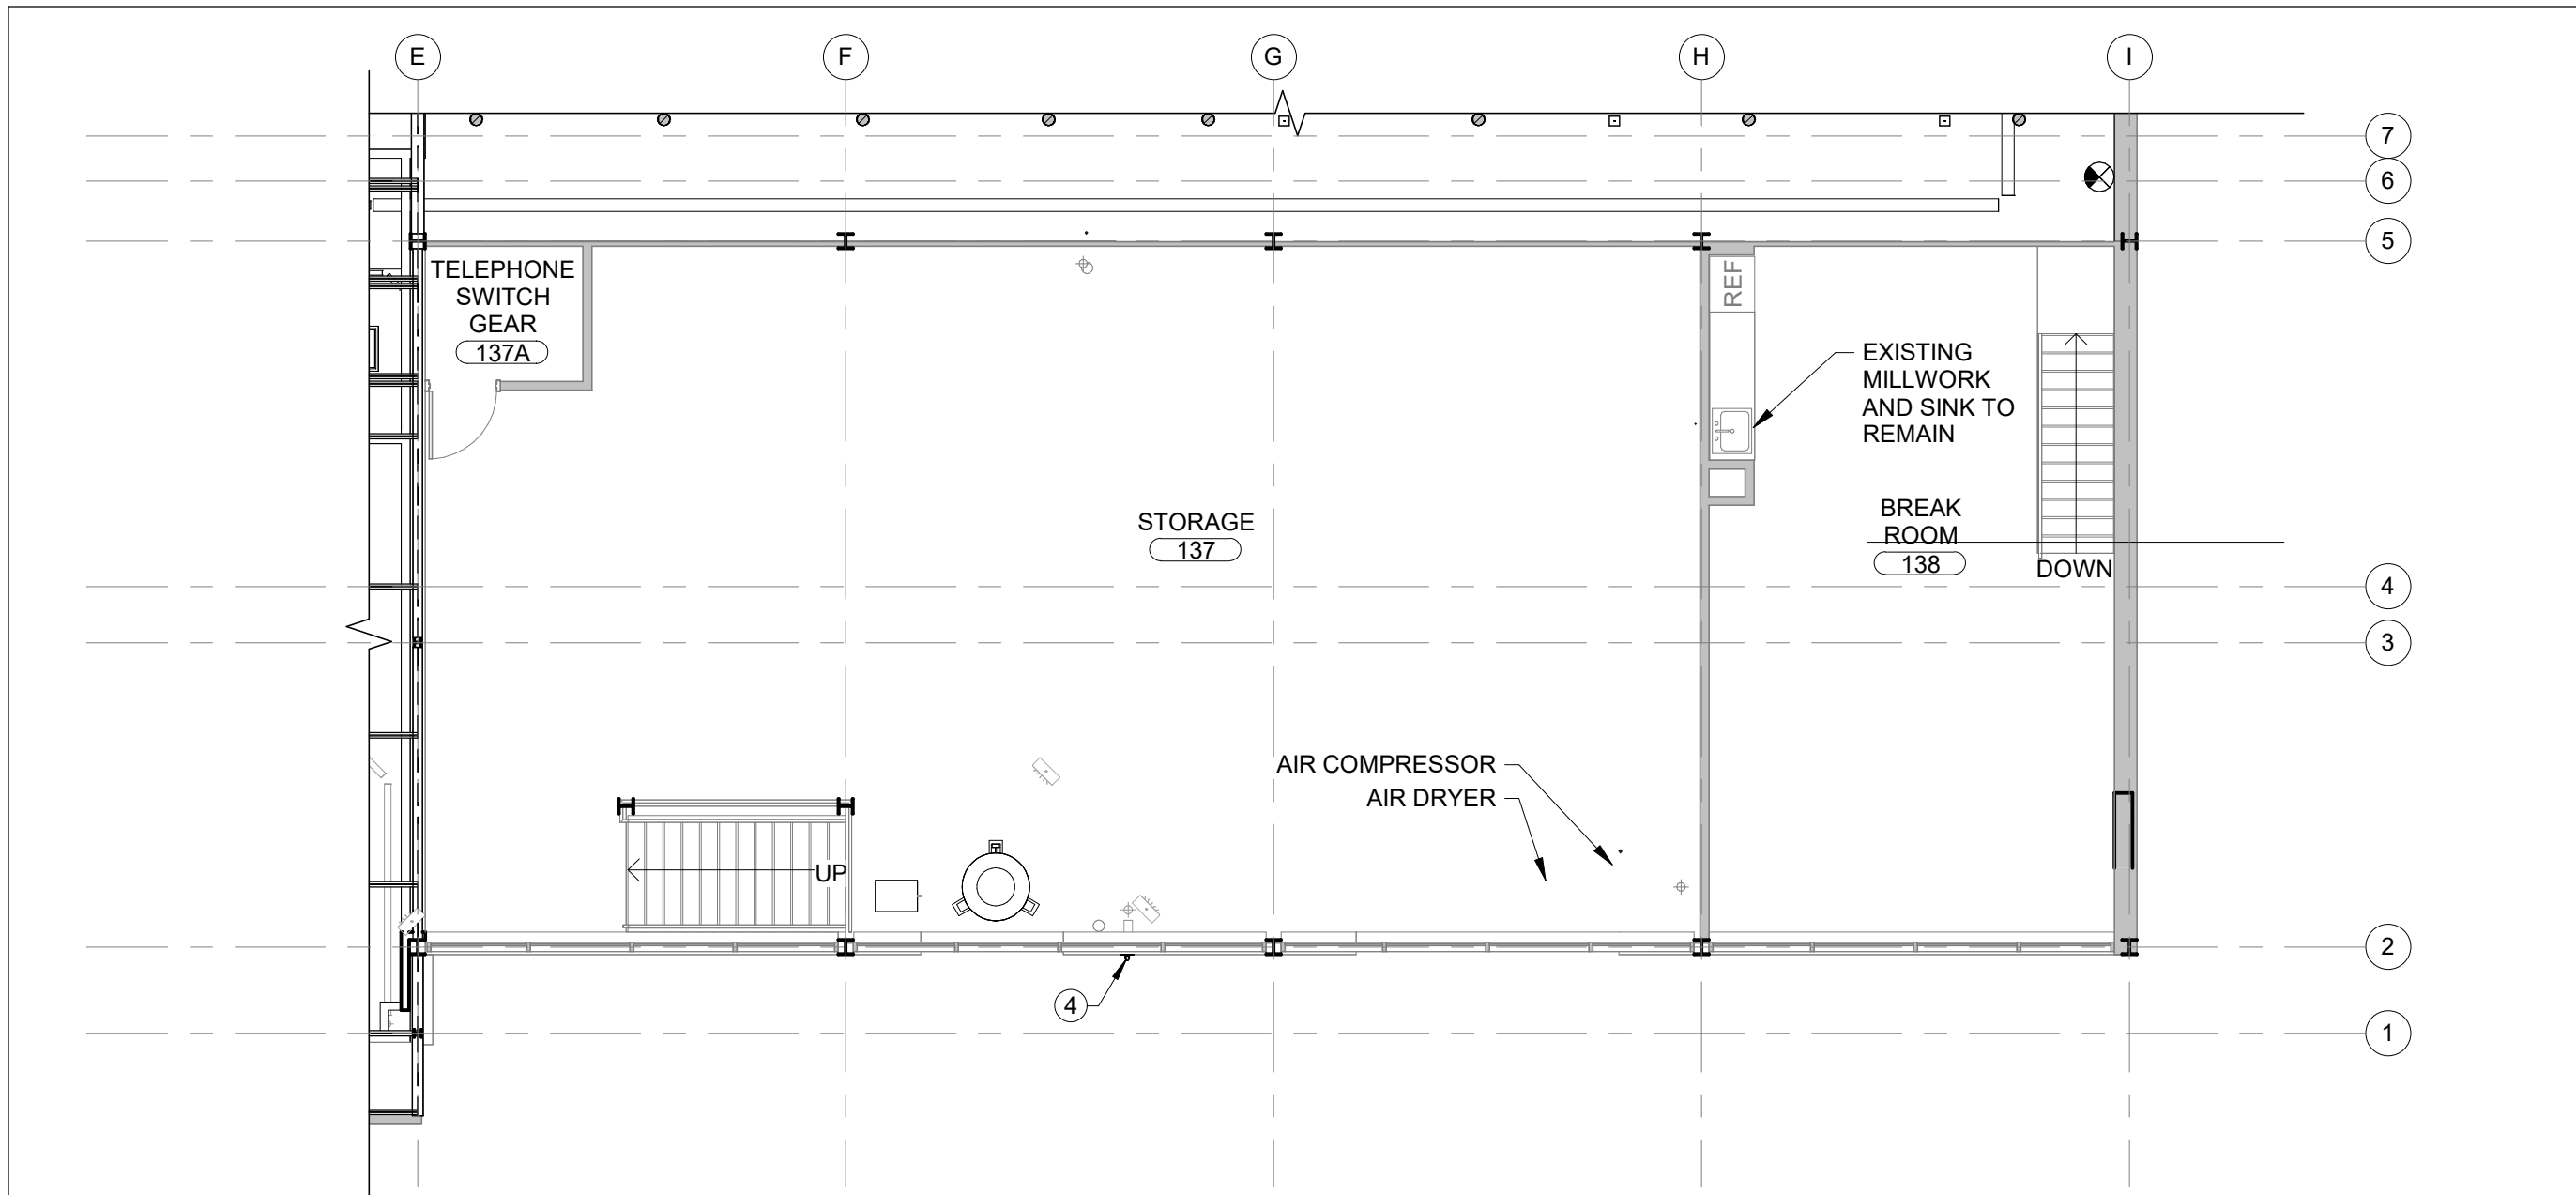 E
F
G
H
I
7
6
5
4
3
2
1
TELEPHONE
SWITCH
GEAR
137A
REF
EXISTING
MILLWORK
AND SINK TO
REMAIN
STORAGE
137
BREAK
ROOM
138
DOWN
AIR COMPRESSOR
AIR DRYER
UP
4